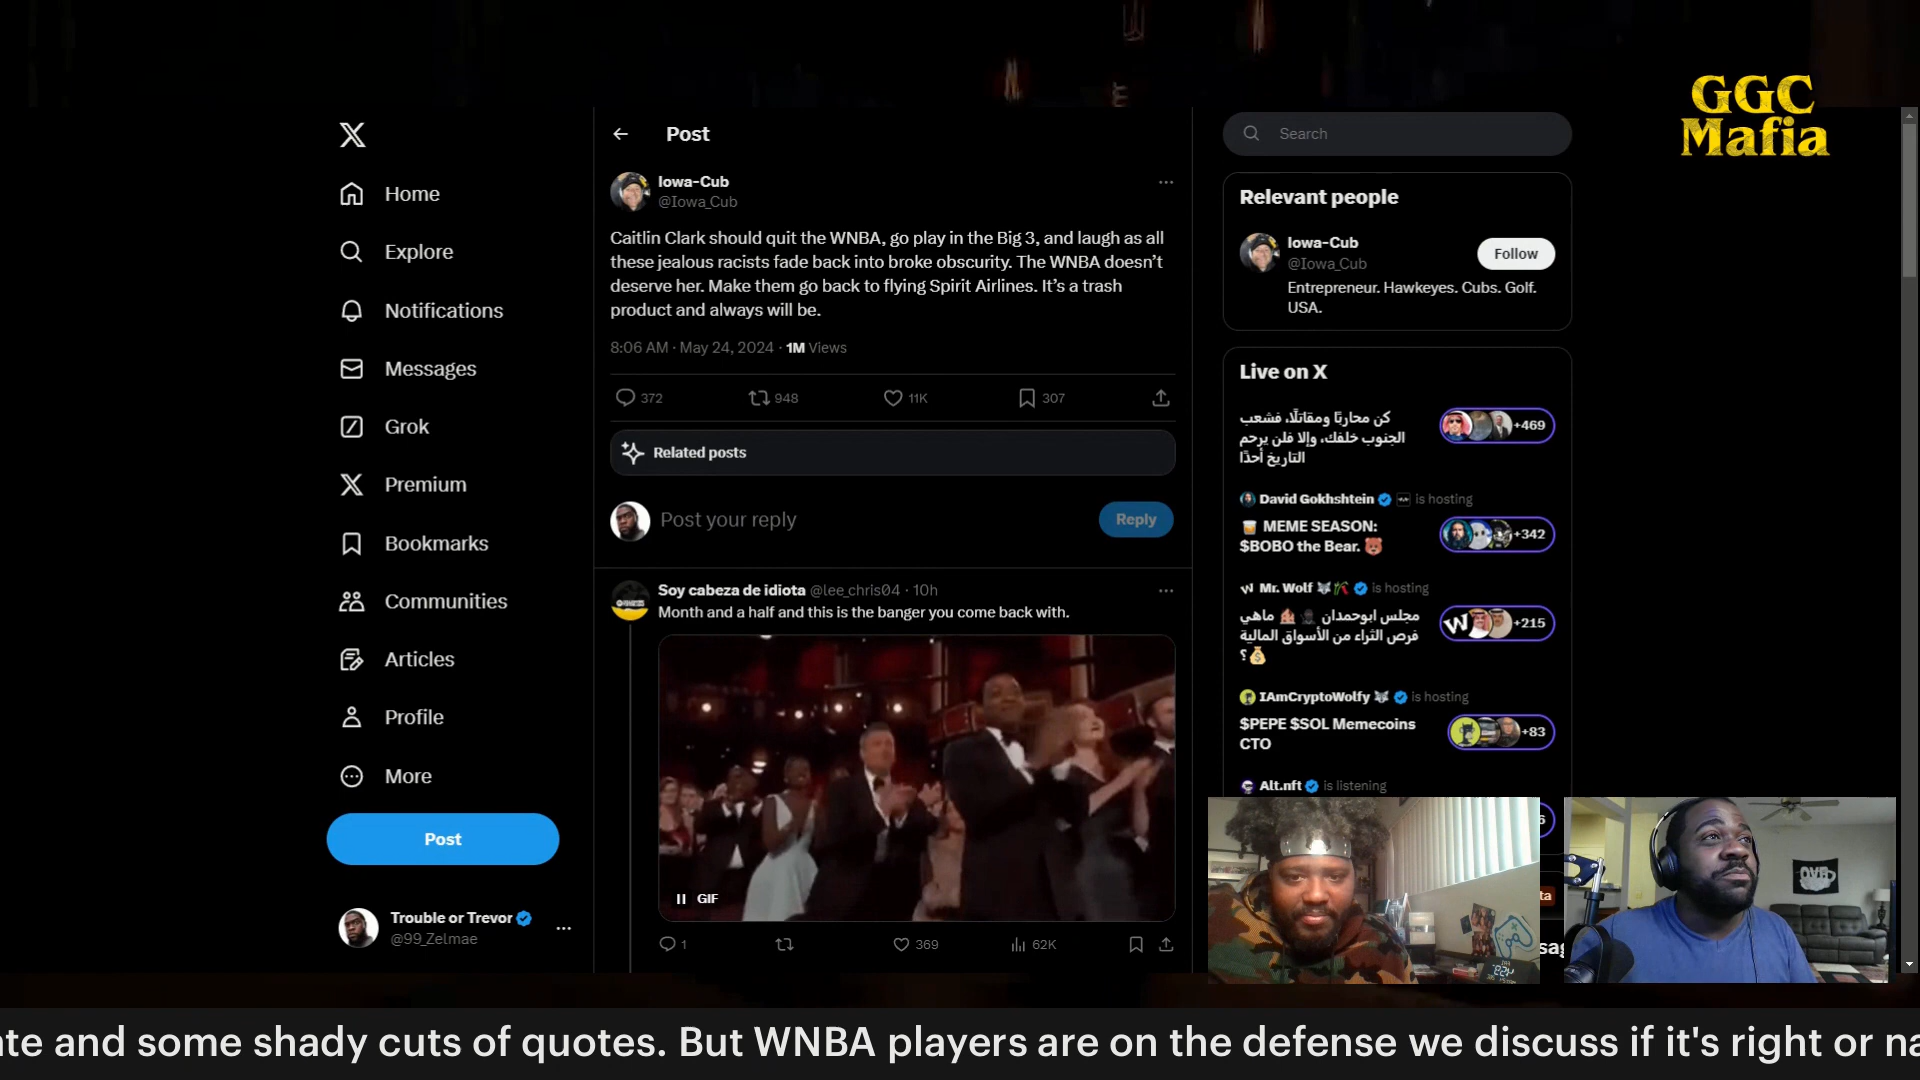 GGC
Mafia
Home
Explore
Notifications
Messages
Grok
Premium
Bookmarks
Communities
Articles
Profile
More
Post
Trouble or Trevor
@99_Zelmae
Post
Iowa-Cub
@Iowa_Cub
Caitlin Clark should quit the WNBA, go play in the Big 3, and laugh as all
these jealous racists fade back into broke obscurity. The WNBA doesn't
deserve her. Make them go back to flying Spirit Airlines. It's a trash
product and always will be.
8:06 AM · May 24, 2024 · 1M Views
372 948 11K 307
Related posts
Post your reply
Reply
Soy cabeza de idiota @lee_chris04 · 10h
Month and a half and this is the banger you come back with.
GIF
1 369 62K
Search
Relevant people
Iowa-Cub
@Iowa_Cub
Follow
Entrepreneur. Hawkeyes. Cubs. Golf.
USA.
Live on X
كن محاربًا ومقاتلًا، فشعب
الجنوب خلفك، وإلا فلن يرحم
التاريخ أحدًا
+469
David Gokhshtein is hosting
MEME SEASON:
$BOBO the Bear.
+342
Mr. Wolf is hosting
مجلس ابوحمدان ماهي
فرص الثراء من الأسواق المالية
؟
+215
IAmCryptoWolfy is hosting
$PEPE $SOL Memecoins
CTO
+83
Alt.nft is listening
ta
sag
OVO
ate and some shady cuts of quotes. But WNBA players are on the defense we discuss if it's right or na